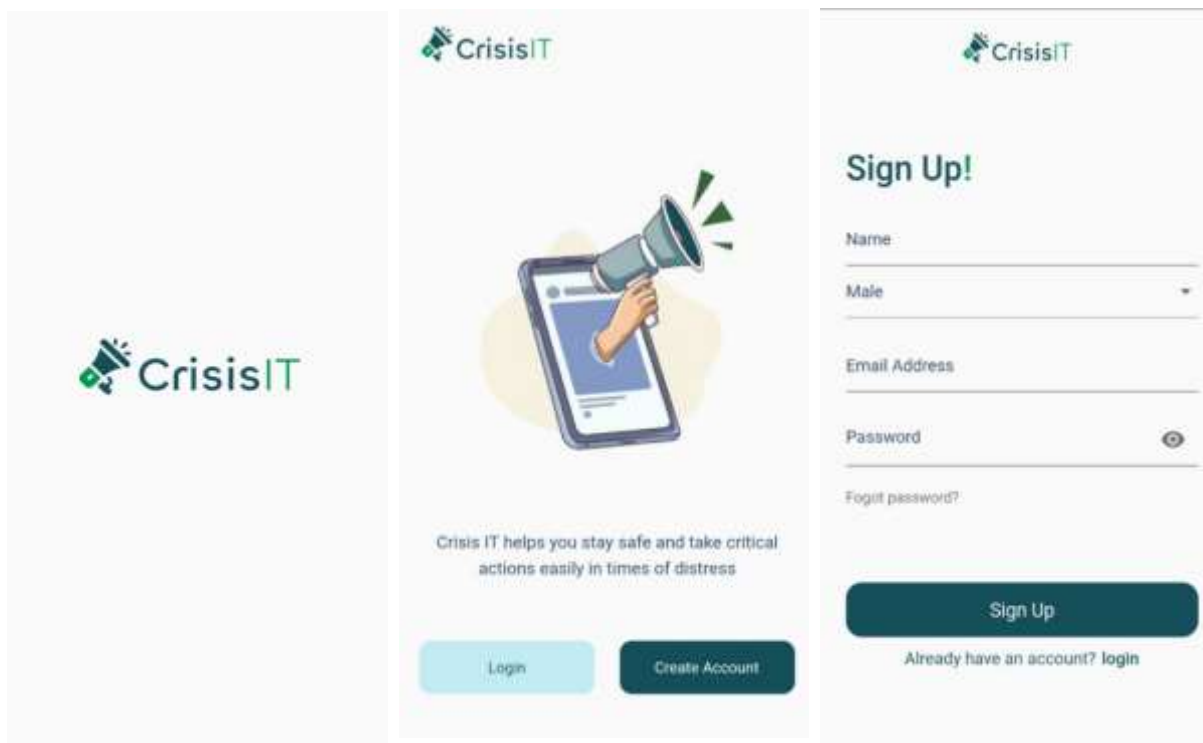 CrisisIT
CrisisIT
Crisis IT helps you stay safe and take critical
actions easily in times of distress
Login
Create Account
CrisisIT
Sign Up!
Name
Male
Email Address
Password
Fogot password?
Sign Up
Already have an account? login